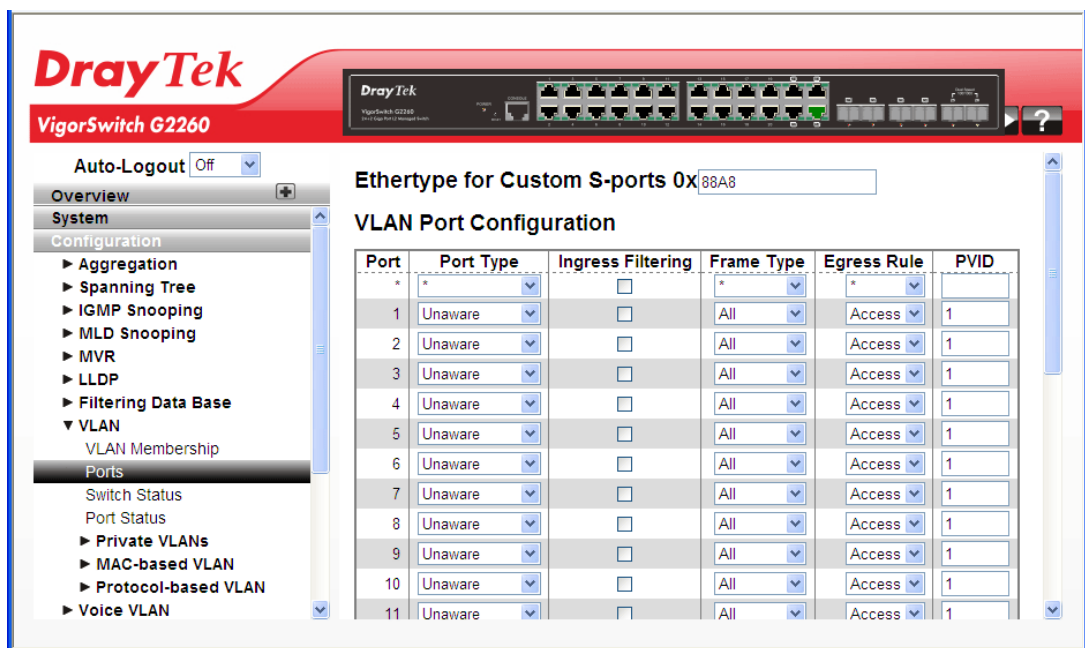 DrayTek
VigorSwitch G2260
DrayTek
VigorSwitch G2260
?
Auto-Logout Off
Overview
System
Configuration
► Aggregation
► Spanning Tree
► IGMP Snooping
► MLD Snooping
► MVR
► LLDP
► Filtering Data Base
▼ VLAN
VLAN Membership
Ports
Switch Status
Port Status
► Private VLANs
► MAC-based VLAN
► Protocol-based VLAN
► Voice VLAN
Ethertype for Custom S-ports 0x 88A8
VLAN Port Configuration
Port Port Type Ingress Filtering Frame Type Egress Rule PVID
* * * *
1 Unaware All Access 1
2 Unaware All Access 1
3 Unaware All Access 1
4 Unaware All Access 1
5 Unaware All Access 1
6 Unaware All Access 1
7 Unaware All Access 1
8 Unaware All Access 1
9 Unaware All Access 1
10 Unaware All Access 1
11 Unaware All Access 1